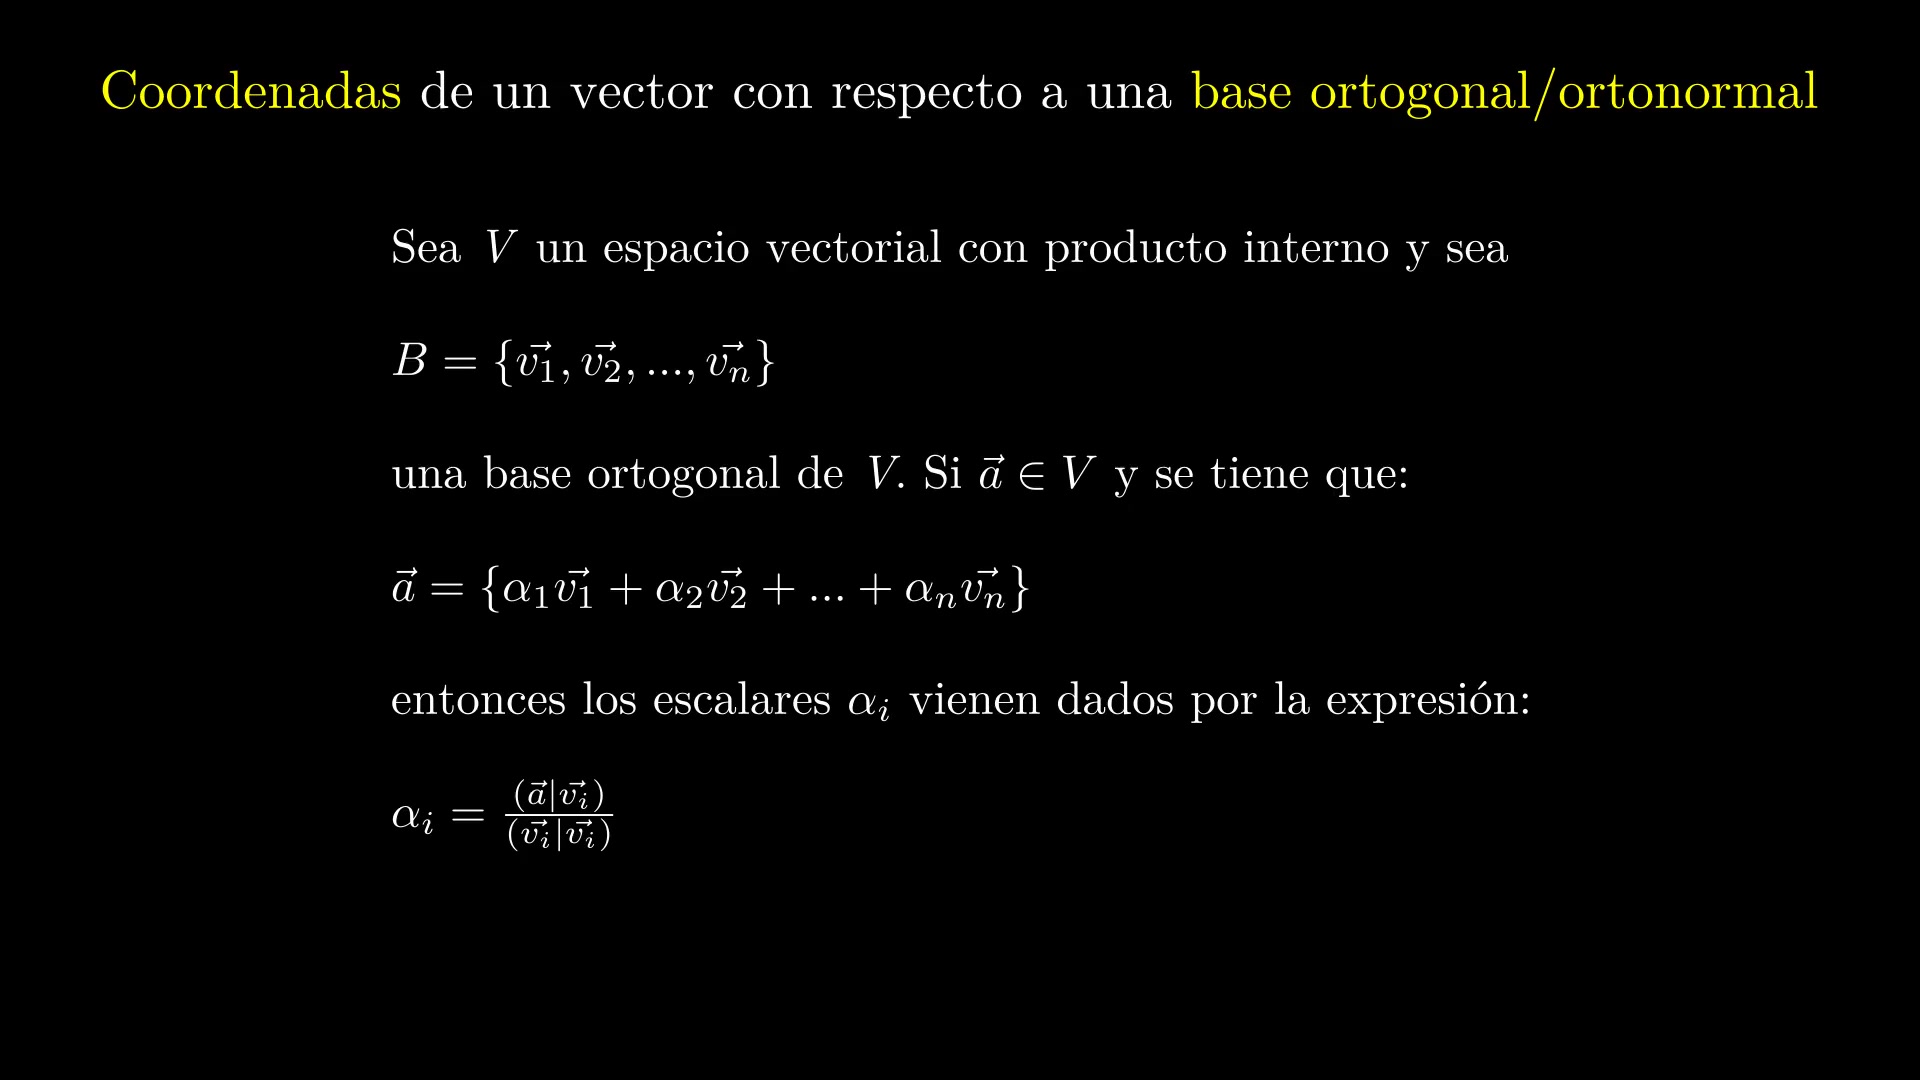 Coordenadas de un vector con respecto a una base ortogonal/ortonormal
Sea V un espacio vectorial con producto interno y sea
$B = \{\vec{v_1}, \vec{v_2}, ..., \vec{v_n}\}$
una base ortogonal de V. Si $\vec{a} \in V$ y se tiene que:
$\vec{a} = \{\alpha_1 \vec{v_1} + \alpha_2 \vec{v_2} + ... + \alpha_n \vec{v_n}\}$
entonces los escalares $\alpha_i$ vienen dados por la expresión:
$\alpha_i = \frac{(\vec{a}|\vec{v_i})}{(\vec{v_i}|\vec{v_i})}$